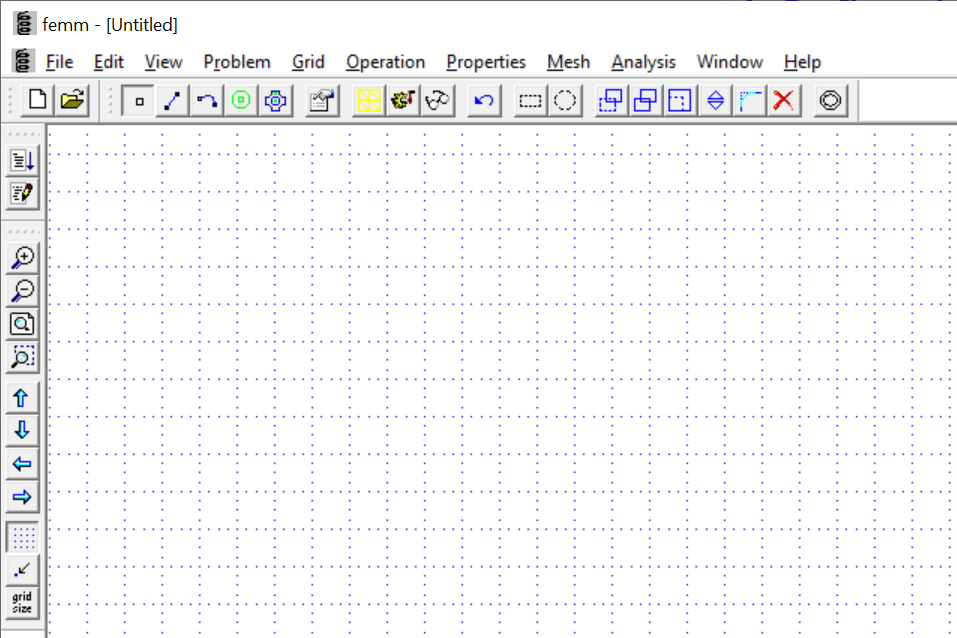 femm - [Untitled]
File Edit View Problem Grid Operation Properties Mesh Analysis Window Help
grid
size